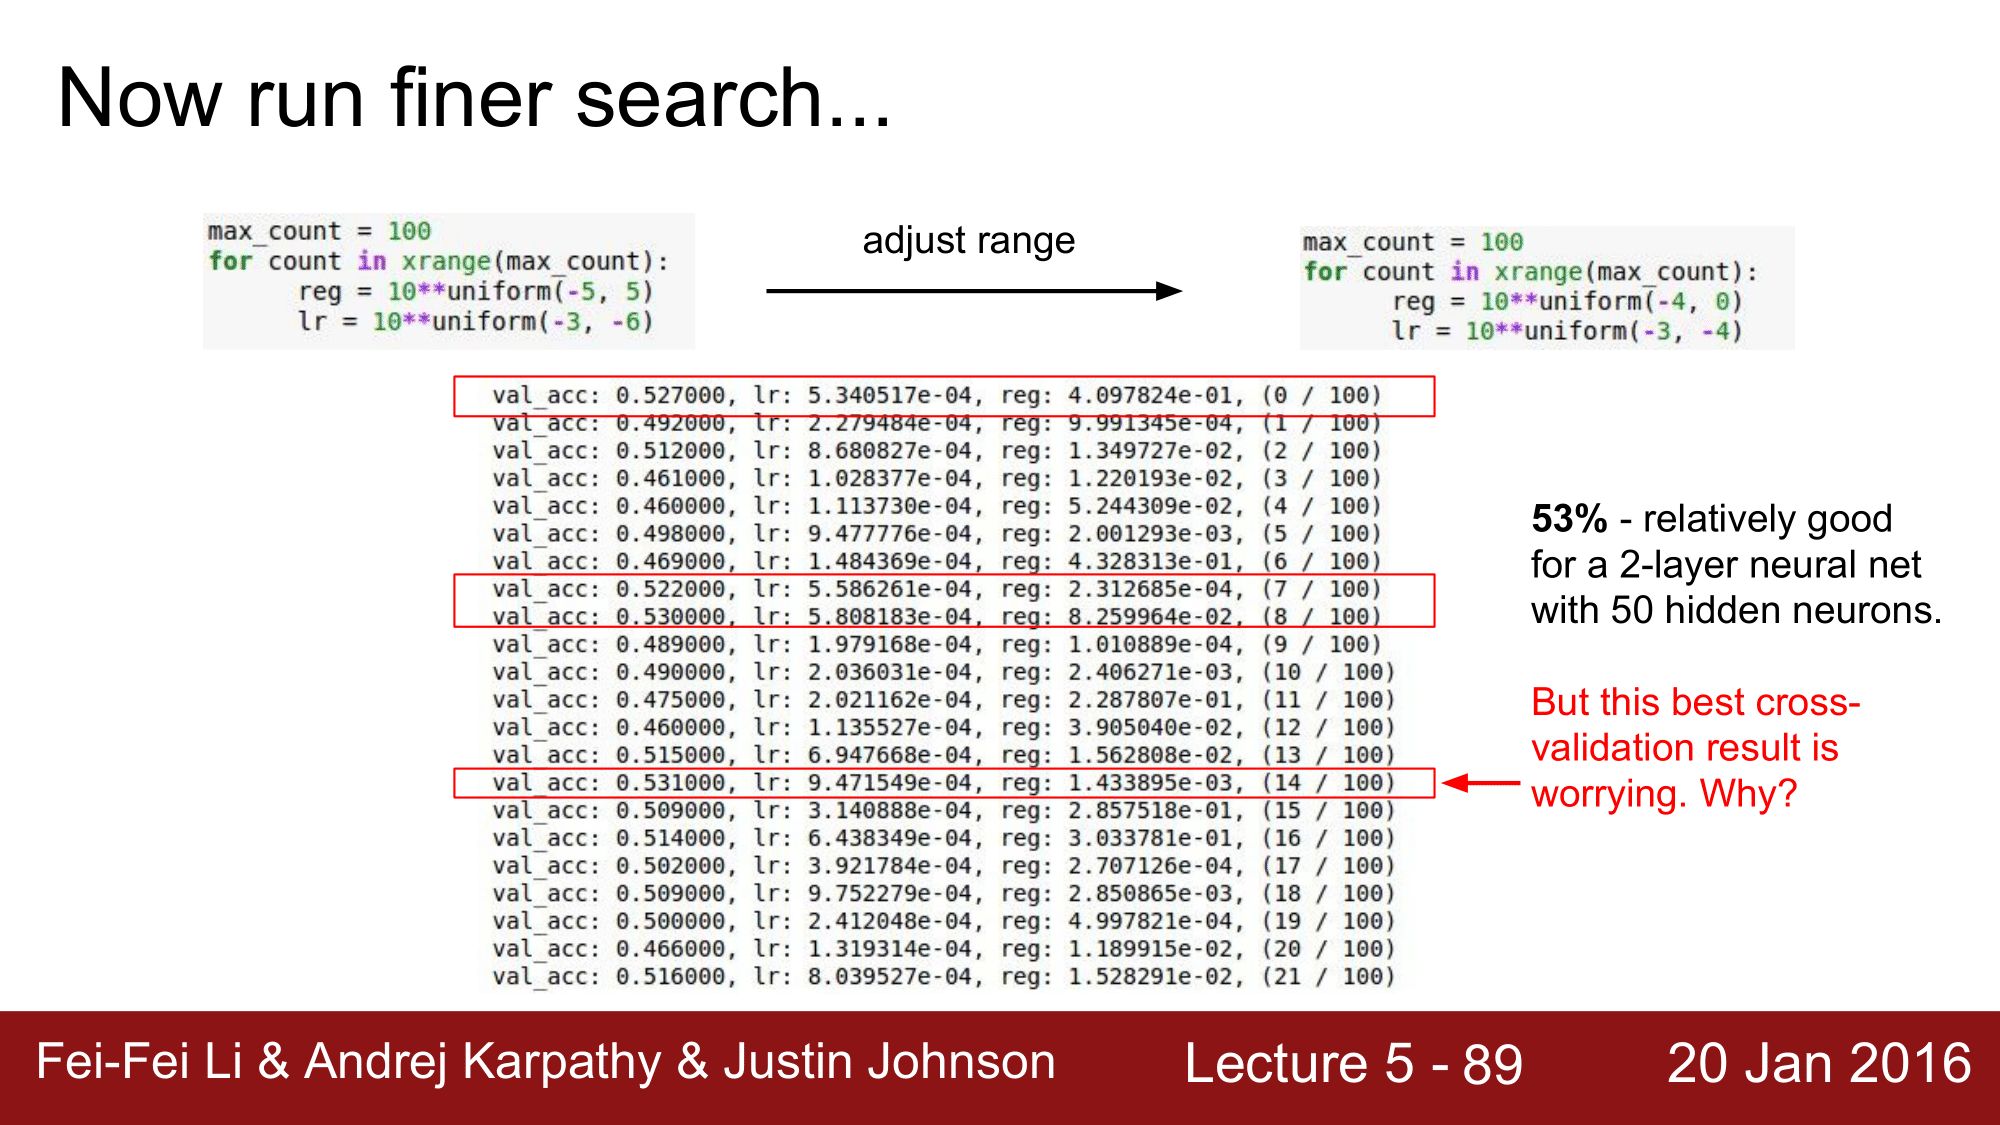 Now run finer search...
max_count = 100
for count in xrange(max_count):
reg = 10**uniform(-5, 5)
lr = 10**uniform(-3, -6)
adjust range
max_count = 100
for count in xrange(max_count):
reg = 10**uniform(-4, 0)
lr = 10**uniform(-3, -4)
val_acc: 0.527000, lr: 5.340517e-04, reg: 4.097824e-01, (0 / 100)
val_acc: 0.492000, lr: 2.279484e-04, reg: 9.991345e-04, (1 / 100)
val_acc: 0.512000, lr: 8.680827e-04, reg: 1.349727e-02, (2 / 100)
val_acc: 0.461000, lr: 1.028377e-04, reg: 1.220193e-02, (3 / 100)
val_acc: 0.460000, lr: 1.113730e-04, reg: 5.244309e-02, (4 / 100)
val_acc: 0.498000, lr: 9.477776e-04, reg: 2.001293e-03, (5 / 100)
val_acc: 0.469000, lr: 1.484369e-04, reg: 4.328313e-01, (6 / 100)
val_acc: 0.522000, lr: 5.586261e-04, reg: 2.312685e-04, (7 / 100)
val_acc: 0.530000, lr: 5.808183e-04, reg: 8.259964e-02, (8 / 100)
val_acc: 0.489000, lr: 1.979168e-04, reg: 1.010889e-04, (9 / 100)
val_acc: 0.490000, lr: 2.036031e-04, reg: 2.406271e-03, (10 / 100)
val_acc: 0.475000, lr: 2.021162e-04, reg: 2.287807e-01, (11 / 100)
val_acc: 0.460000, lr: 1.135527e-04, reg: 3.905040e-02, (12 / 100)
val_acc: 0.515000, lr: 6.947668e-04, reg: 1.562808e-02, (13 / 100)
val_acc: 0.531000, lr: 9.471549e-04, reg: 1.433895e-03, (14 / 100)
val_acc: 0.509000, lr: 3.140888e-04, reg: 2.857518e-01, (15 / 100)
val_acc: 0.514000, lr: 6.438349e-04, reg: 3.033781e-01, (16 / 100)
val_acc: 0.502000, lr: 3.921784e-04, reg: 2.707126e-04, (17 / 100)
val_acc: 0.509000, lr: 9.752279e-04, reg: 2.850865e-03, (18 / 100)
val_acc: 0.500000, lr: 2.412048e-04, reg: 4.997821e-04, (19 / 100)
val_acc: 0.466000, lr: 1.319314e-04, reg: 1.189915e-02, (20 / 100)
val_acc: 0.516000, lr: 8.039527e-04, reg: 1.528291e-02, (21 / 100)
53% - relatively good
for a 2-layer neural net
with 50 hidden neurons.
But this best cross-
validation result is
worrying. Why?
Fei-Fei Li & Andrej Karpathy & Justin Johnson
Lecture 5 - 89
20 Jan 2016